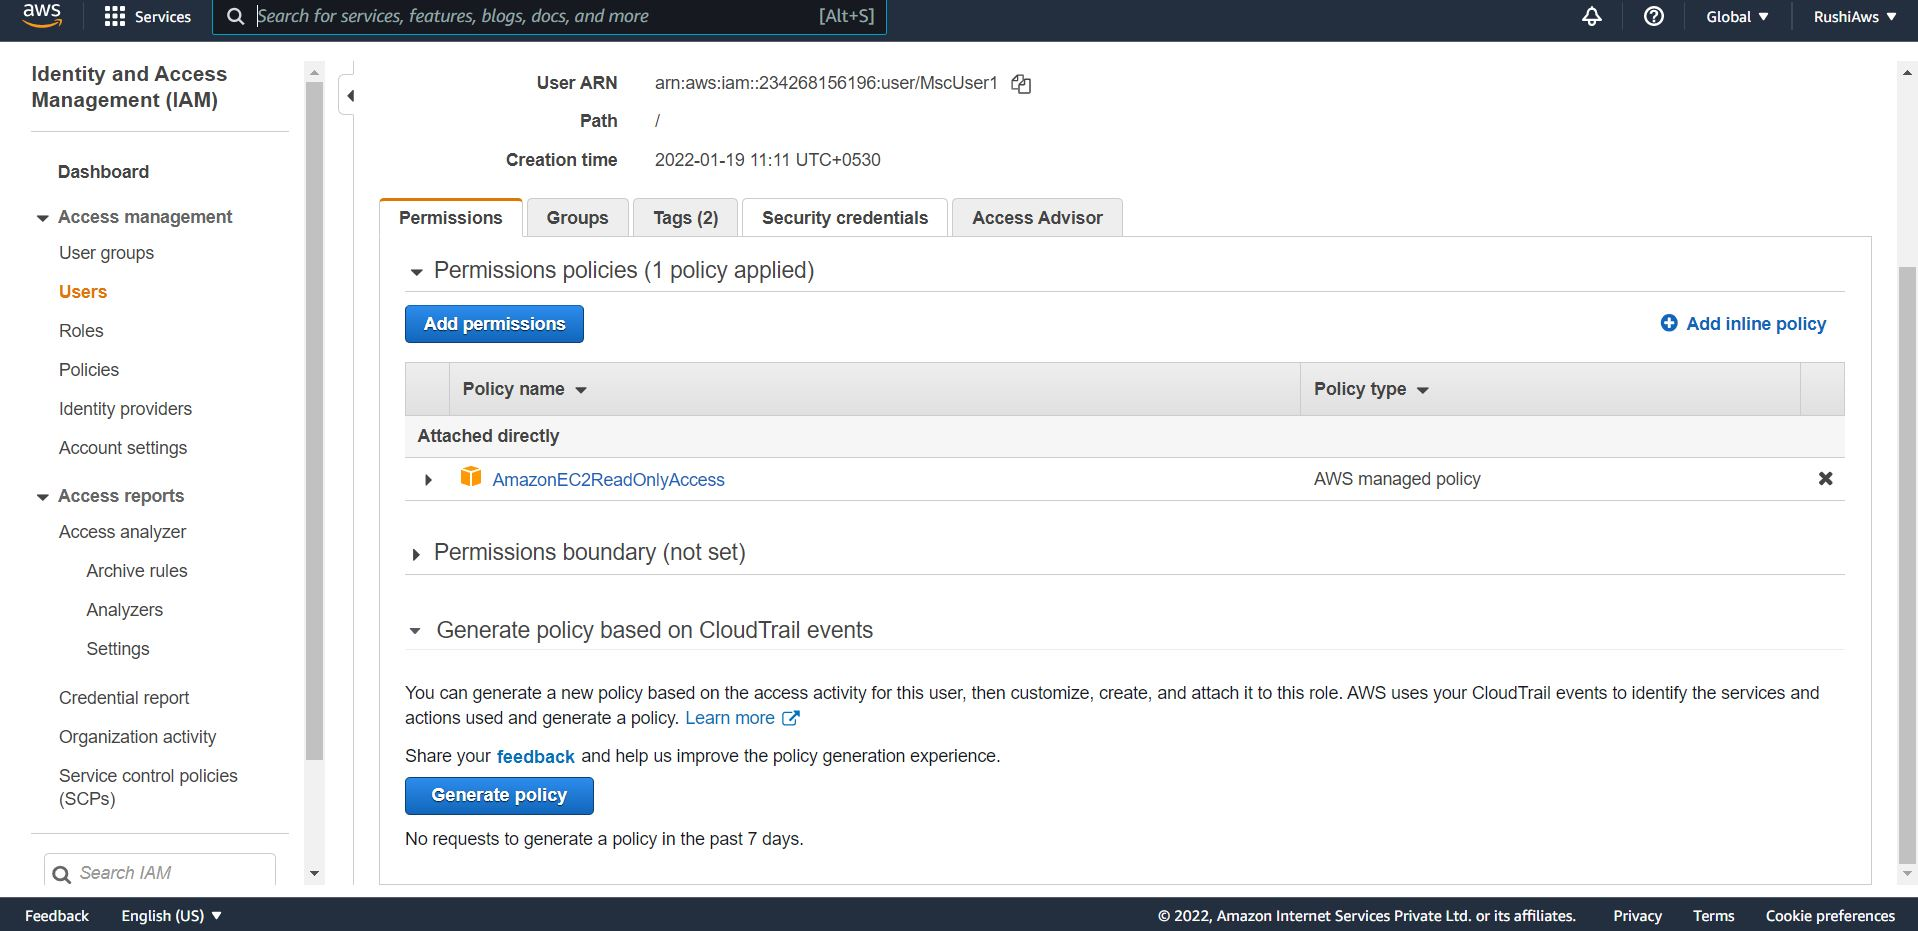 aws Services Search for services, features, blogs, docs, and more [Alt+S] Global RushiAws
Identity and Access
Management (IAM)
Dashboard
Access management
User groups
Users
Roles
Policies
Identity providers
Account settings
Access reports
Access analyzer
Archive rules
Analyzers
Settings
Credential report
Organization activity
Service control policies
(SCPs)
Search IAM
User ARN arn:aws:iam::234268156196:user/MscUser1
Path /
Creation time 2022-01-19 11:11 UTC+0530
Permissions Groups Tags (2) Security credentials Access Advisor
Permissions policies (1 policy applied)
Add permissions Add inline policy
Policy name Policy type
Attached directly
AmazonEC2ReadOnlyAccess AWS managed policy
Permissions boundary (not set)
Generate policy based on CloudTrail events
You can generate a new policy based on the access activity for this user, then customize, create, and attach it to this role. AWS uses your CloudTrail events to identify the services and
actions used and generate a policy. Learn more
Share your feedback and help us improve the policy generation experience.
Generate policy
No requests to generate a policy in the past 7 days.
Feedback English (US) © 2022, Amazon Internet Services Private Ltd. or its affiliates. Privacy Terms Cookie preferences